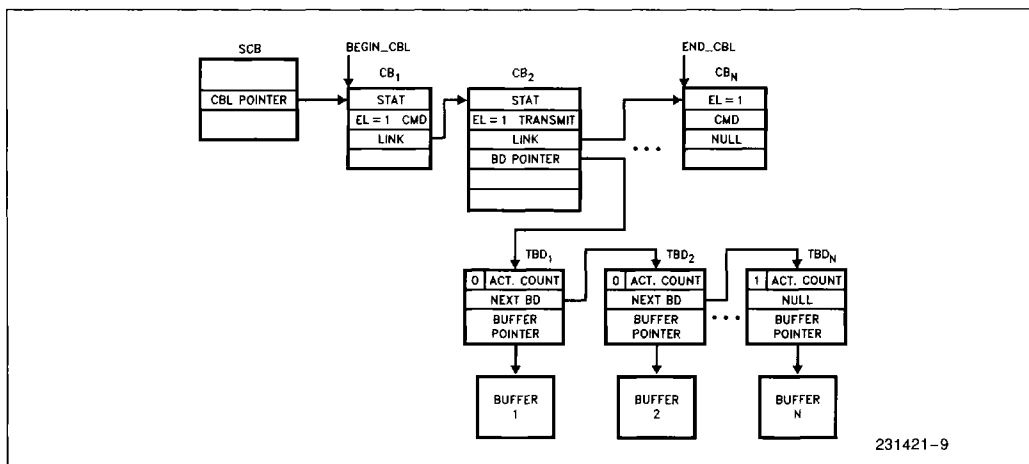 SCB
CBL POINTER
BEGIN_CBL
CB1
STAT
EL=1 CMD
LINK
CB2
STAT
EL=1 TRANSMIT
LINK
BD POINTER
...
END_CBL
CBN
EL=1
CMD
NULL
TBD1
0 ACT. COUNT
NEXT BD
BUFFER
POINTER
BUFFER
1
TBD2
0 ACT. COUNT
NEXT BD
BUFFER
POINTER
BUFFER
2
...
TBDN
1 ACT. COUNT
NULL
BUFFER
POINTER
BUFFER
N
231421-9